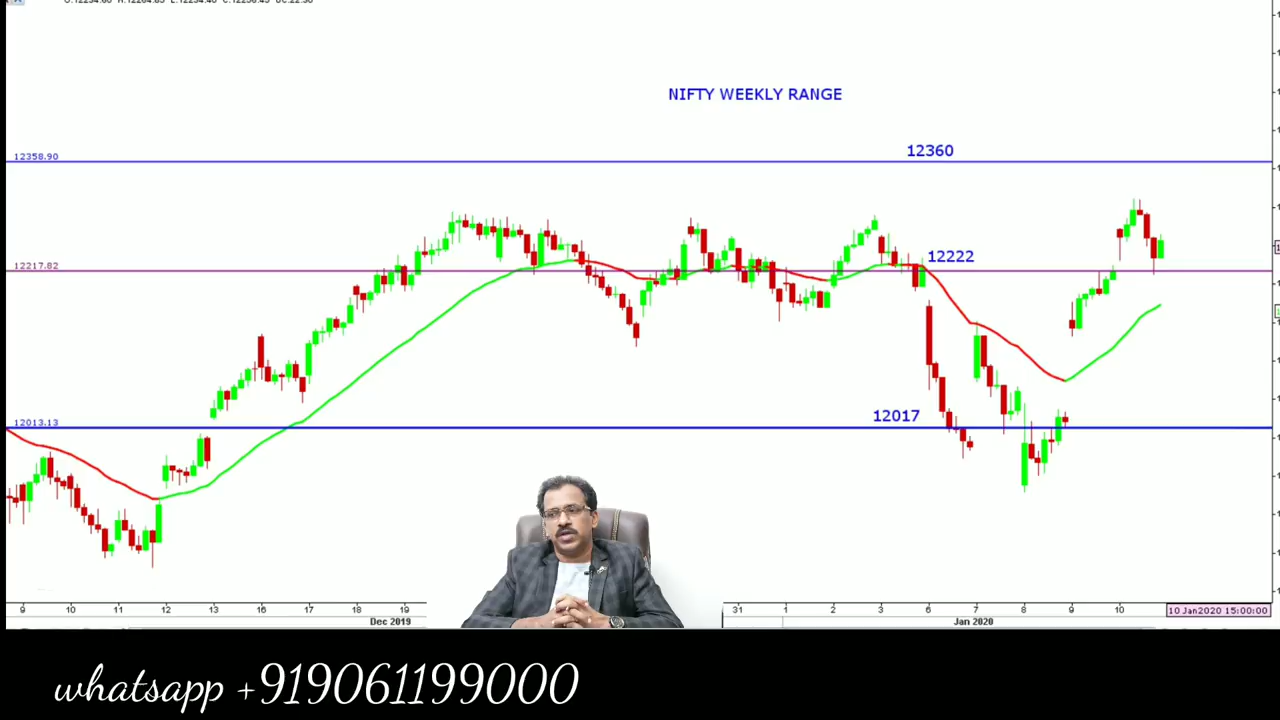 NIFTY WEEKLY RANGE
12358.90
12360
12217.82
12222
12013.13
12017
9 10 11 12 13 16 17 18 19 31 1 2 3 6 7 8 9 10 10 Jan2020 15:00:00
Dec 2019 Jan 2020
whatsapp +919061199000